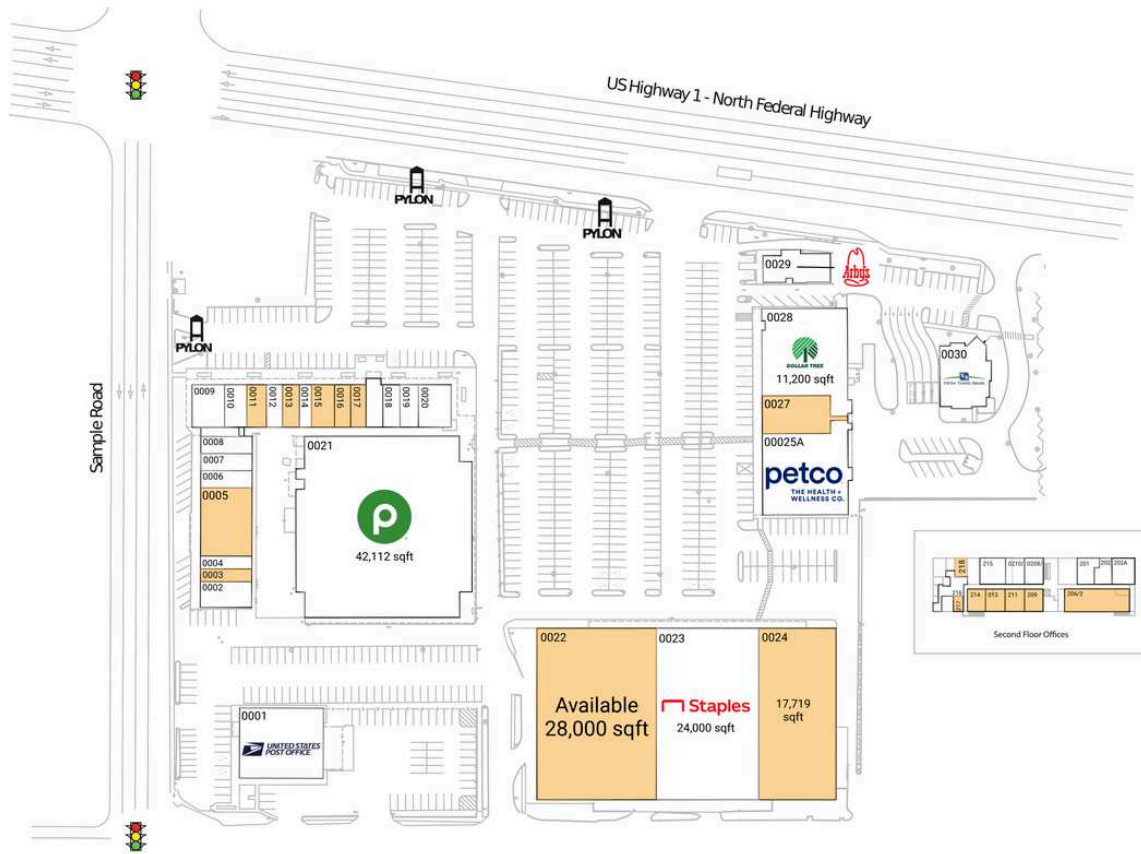 US Highway 1 - North Federal Highway
PYLON
PYLON
PYLON
Sample Road
0029
Arby's
0028
DOLLAR TREE
11,200 sqft
0027
00025A
petco
THE HEALTH +
WELLNESS CO.
0030
0009
0010
0011
0012
0013
0014
0015
0016
0017
0018
0019
0020
0008
0007
0006
0005
0004
0003
0002
0021
42,112 sqft
0022
Available
28,000 sqft
0023
Staples
24,000 sqft
0024
17,719
sqft
0001
UNITED STATES
POST OFFICE
218
215
0210/
0208/
201
202
202A
216
217
214
013
211
209
206/3
Second Floor Offices